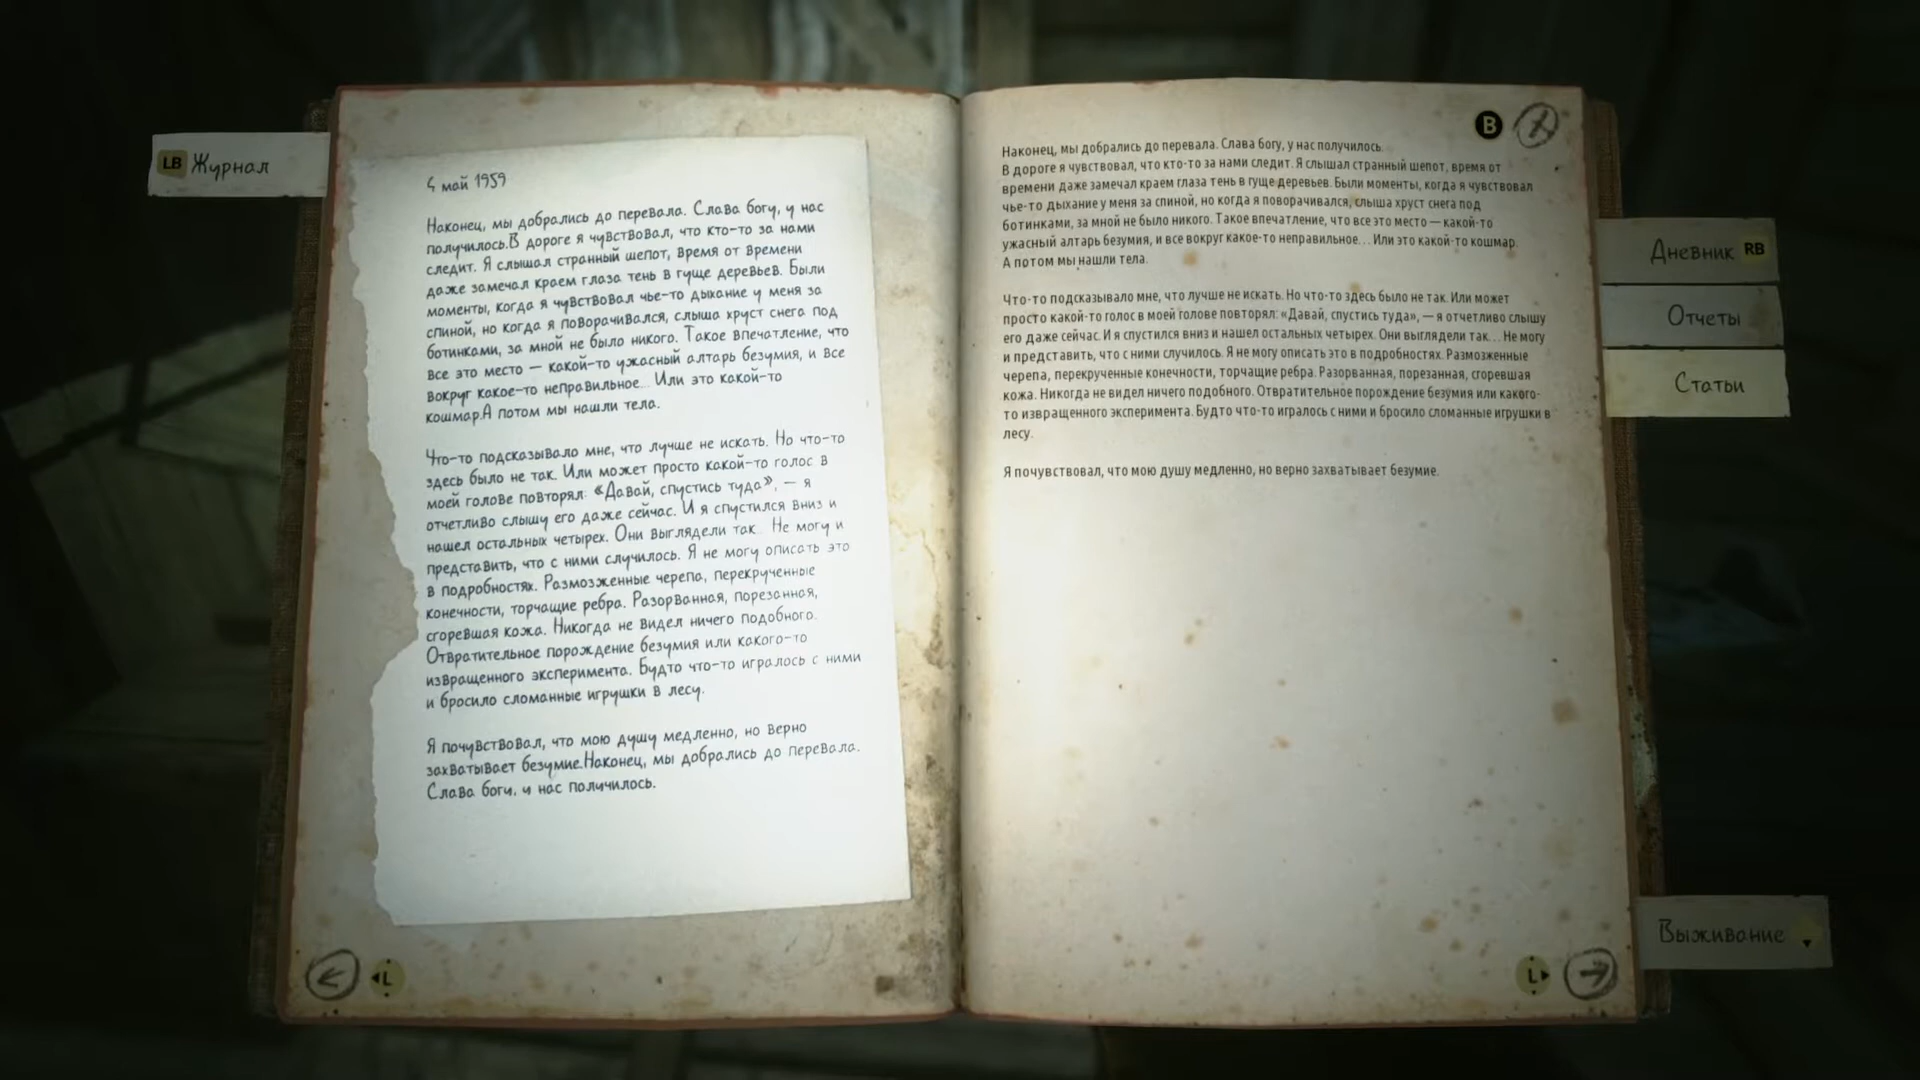 LB Журнал
4 май 1959
Наконец, мы добрались до перевала. Слава богу, у нас
получилось.В дороге я чувствовал, что кто-то за нами
следит. Я слышал странный шепот, время от времени
даже замечал краем глаза тень в гуще деревьев. Были
моменты, когда я чувствовал чье-то дыхание у меня за
спиной, но когда я поворачивался, слыша хруст снега под
ботинками, за мной не было никого. Такое впечатление, что
все это место — какой-то ужасный алтарь безумия, и все
вокруг какое-то неправильное... Или это какой-то
кошмар.А потом мы нашли тела.
Что-то подсказывало мне, что лучше не искать. Но что-то
здесь было не так. Или может просто какой-то голос в
моей голове повторял: «Давай, спустись туда», — я
отчетливо слышу его даже сейчас. И я спустился вниз и
нашел остальных четырех. Они выглядели так... Не могу и
представить, что с ними случилось. Я не могу описать это
в подробностях. Размозженные черепа, перекрученные
конечности, торчащие ребра. Разорванная, порезанная,
сгоревшая кожа. Никогда не видел ничего подобного.
Отвратительное порождение безумия или какого-то
извращенного эксперимента. Будто что-то игралось с ними
и бросило сломанные игрушки в лесу.
Я почувствовал, что мою душу медленно, но верно
захватывает безумие.Наконец, мы добрались до перевала.
Слава богу, у нас получилось.
L
B
Наконец, мы добрались до перевала. Слава богу, у нас получилось.
В дороге я чувствовал, что кто-то за нами следит. Я слышал странный шепот, время от
времени даже замечал краем глаза тень в гуще деревьев. Были моменты, когда я чувствовал
чье-то дыхание у меня за спиной, но когда я поворачивался, слыша хруст снега под
ботинками, за мной не было никого. Такое впечатление, что все это место — какой-то
ужасный алтарь безумия, и все вокруг какое-то неправильное... Или это какой-то кошмар.
А потом мы нашли тела.
Что-то подсказывало мне, что лучше не искать. Но что-то здесь было не так. Или может
просто какой-то голос в моей голове повторял: «Давай, спустись туда», — я отчетливо слышу
его даже сейчас. И я спустился вниз и нашел остальных четырех. Они выглядели так... Не могу
и представить, что с ними случилось. Я не могу описать это в подробностях. Размозженные
черепа, перекрученные конечности, торчащие ребра. Разорванная, порезанная, сгоревшая
кожа. Никогда не видел ничего подобного. Отвратительное порождение безумия или какого-
то извращенного эксперимента. Будто что-то игралось с ними и бросило сломанные игрушки в
лесу.
Я почувствовал, что мою душу медленно, но верно захватывает безумие.
L
Дневник RB
Отчеты
Статьи
Выживание